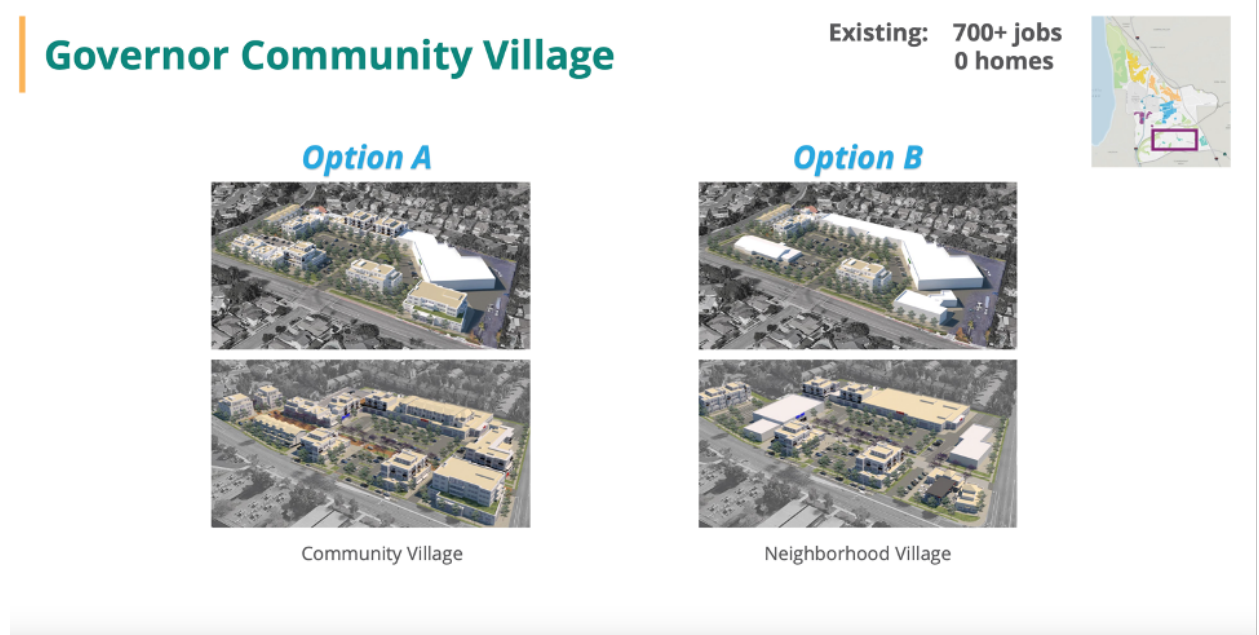 Governor Community Village
Existing: 700+ jobs
0 homes
Option A
Option B
Community Village
Neighborhood Village